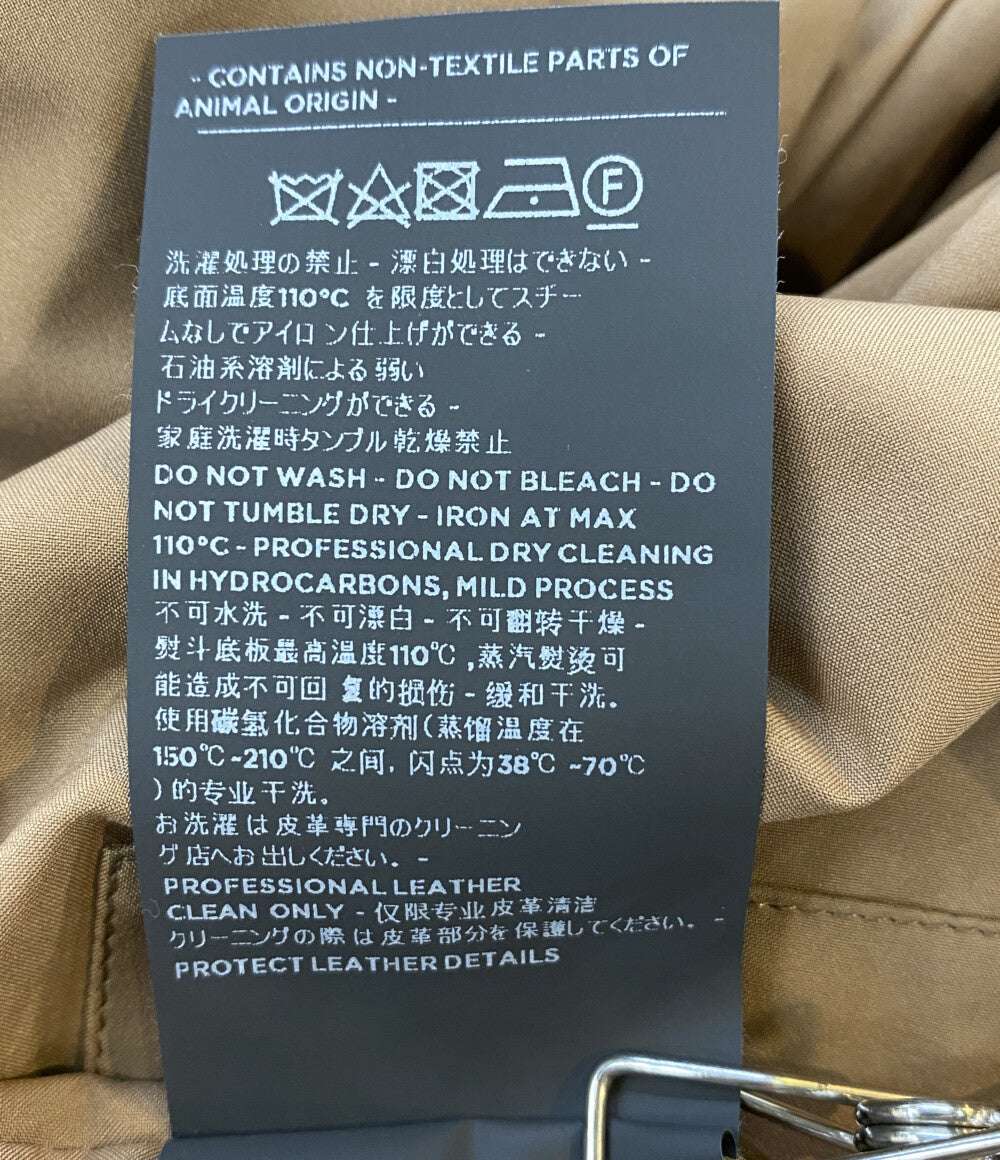 - CONTAINS NON-TEXTILE PARTS OF
ANIMAL ORIGIN -
F
洗濯処理の禁止 - 漂白処理はできない -
底面温度110°C を限度としてスチー
ムなしでアイロン仕上げができる -
石油系溶剤による弱い
ドライクリーニングができる -
家庭洗濯時タンブル乾燥禁止
DO NOT WASH - DO NOT BLEACH - DO
NOT TUMBLE DRY - IRON AT MAX
110°C - PROFESSIONAL DRY CLEANING
IN HYDROCARBONS, MILD PROCESS
不可水洗 - 不可漂白 - 不可翻转干燥 -
熨斗底板最高温度110℃ ,蒸汽熨烫可
能造成不可回复的损伤 - 缓和干洗。
使用碳氢化合物溶剂(蒸馏温度在
150℃~210℃ 之间, 闪点为38℃ ~70℃
)的专业干洗。
お洗濯は皮革専門のクリーニン
グ店へお出しください。 -
PROFESSIONAL LEATHER
CLEAN ONLY - 仅限专业皮革清洁
クリーニングの際は皮革部分を保護してください。 -
PROTECT LEATHER DETAILS